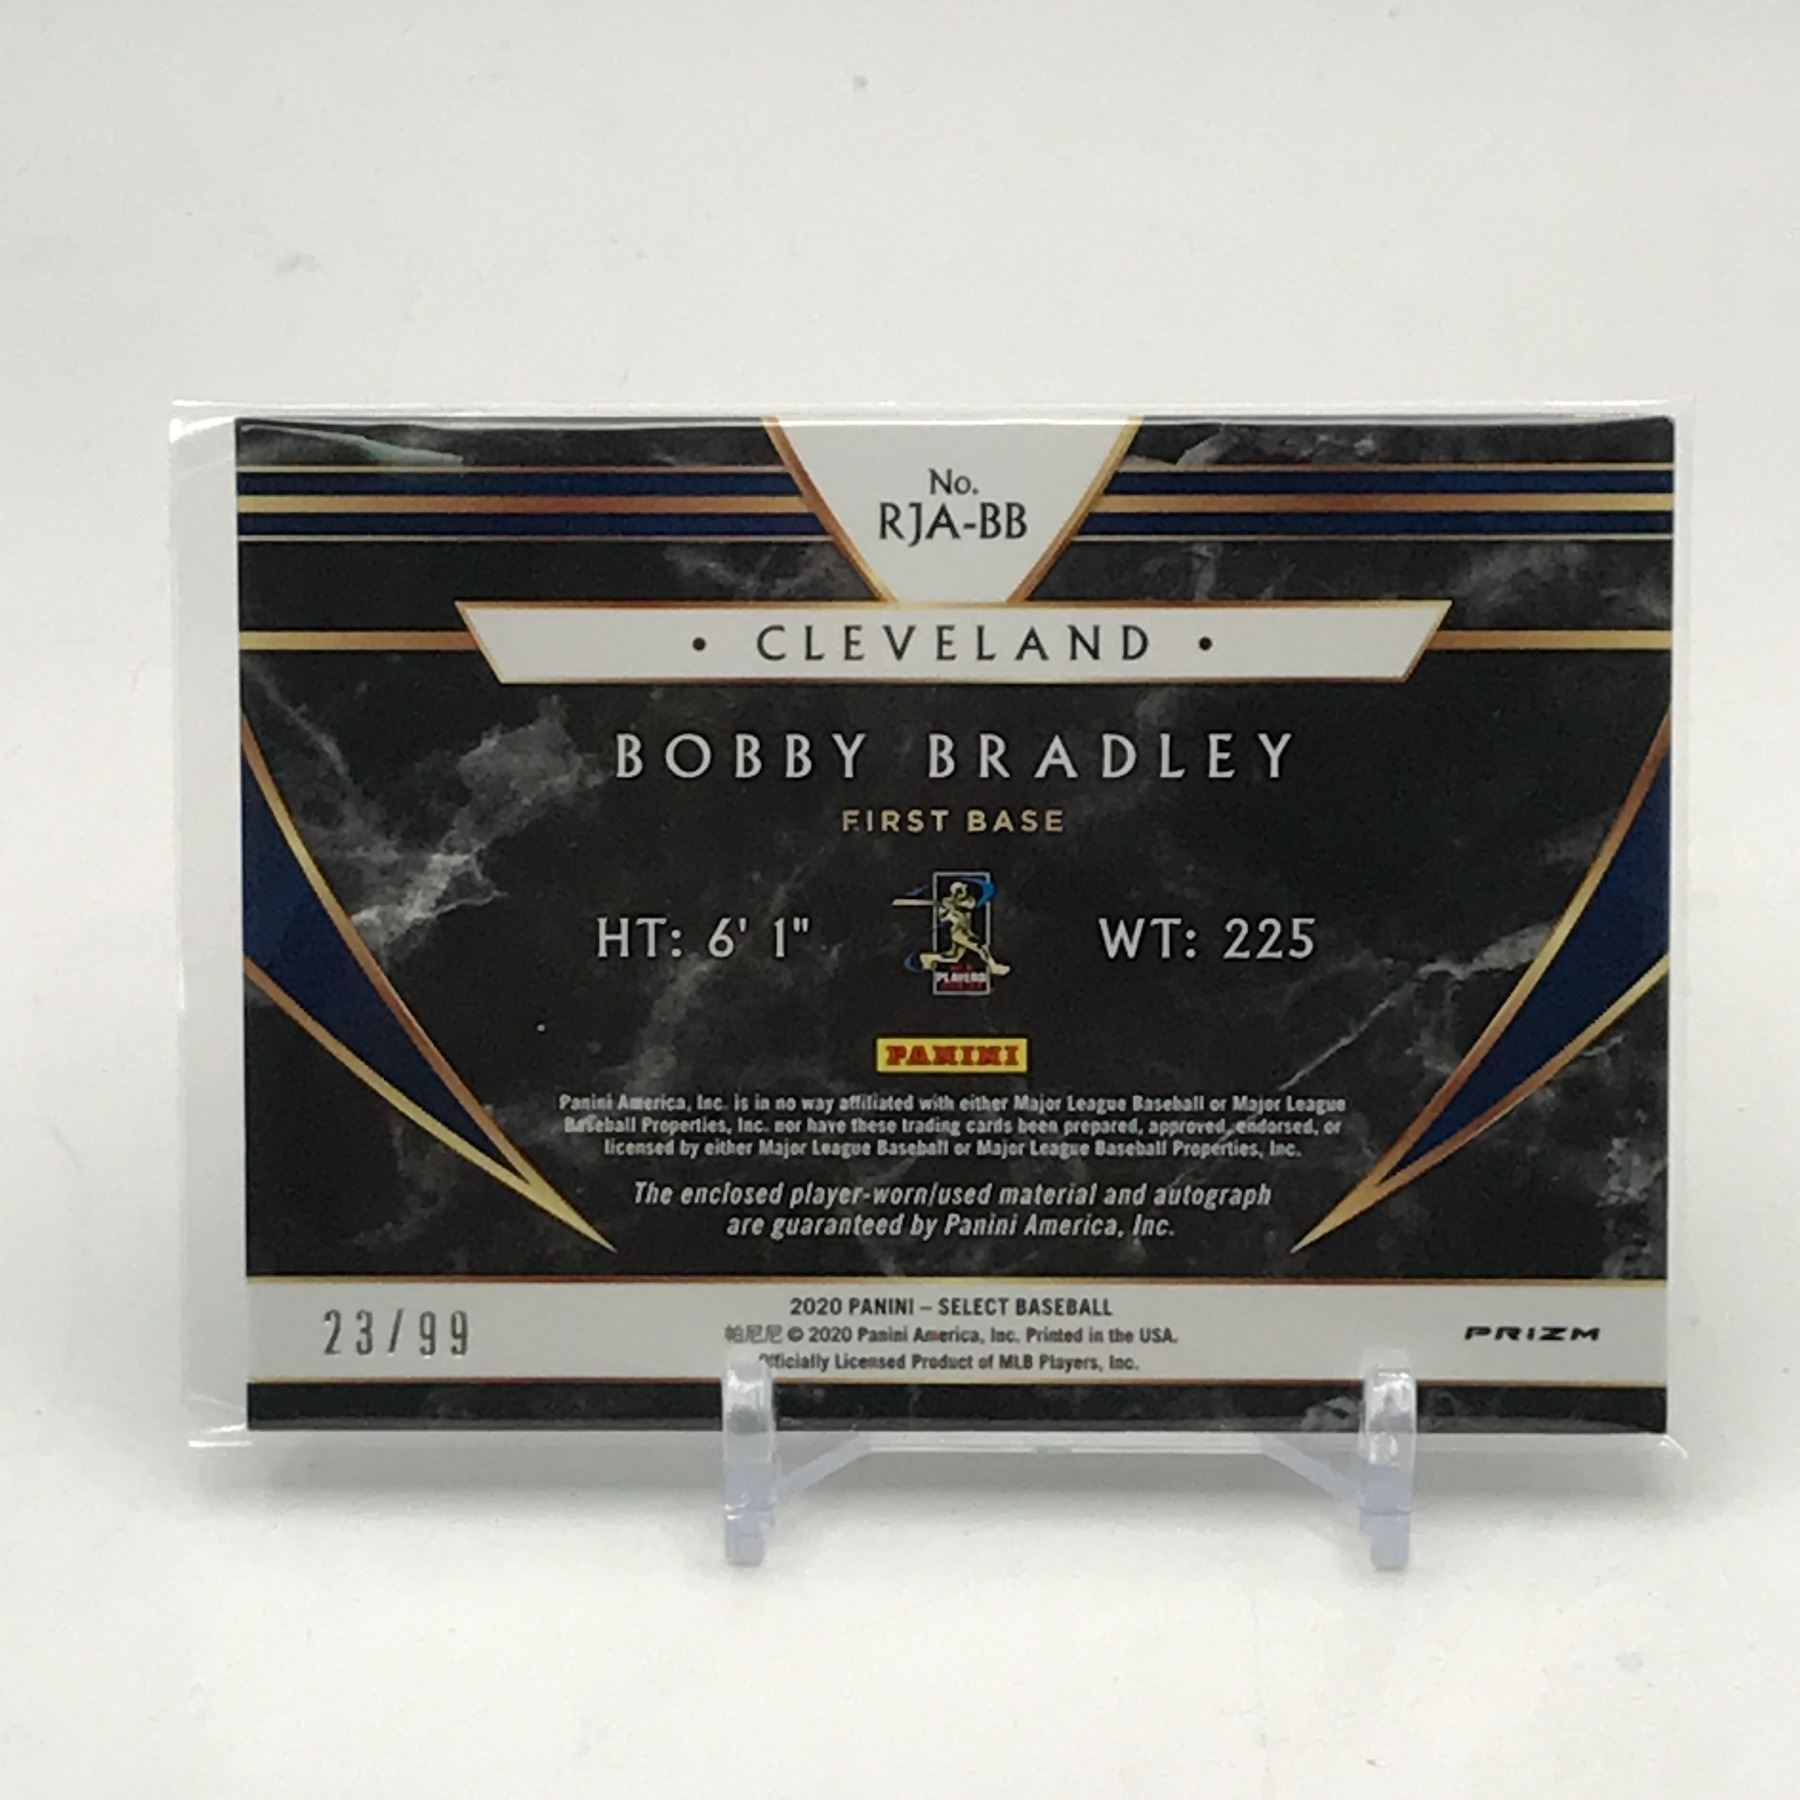 No.
RJA-BB
• CLEVELAND •
BOBBY BRADLEY
FIRST BASE
HT: 6' 1"
WT: 225
PLAYERS
PANINI
Panini America, Inc. is in no way affiliated with either Major League Baseball or Major League
Baseball Properties, Inc. nor have these trading cards been prepared, approved, endorsed, or
licensed by either Major League Baseball or Major League Baseball Properties, Inc.
The enclosed player-worn/used material and autograph
are guaranteed by Panini America, Inc.
23/99
2020 PANINI – SELECT BASEBALL
帕尼尼 © 2020 Panini America, Inc. Printed in the USA.
Officially Licensed Product of MLB Players, Inc.
PRIZM